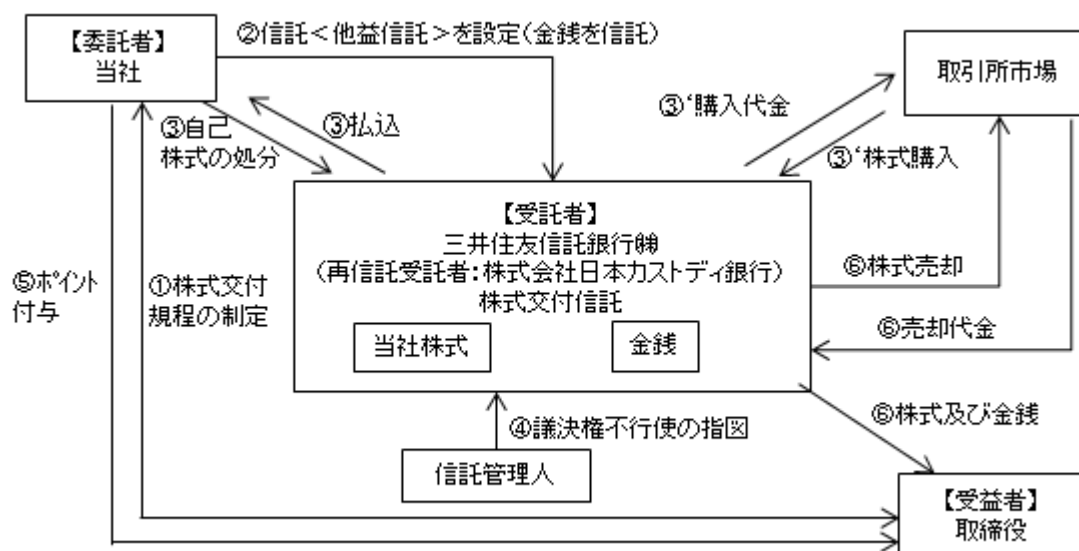 【委託者】
当社
②信託＜他益信託＞を設定(金銭を信託)
取引所市場
③自己
株式の処分
③払込
③‘購入代金
③‘株式購入
【受託者】
三井住友信託銀行㈱
(再信託受託者：株式会社日本カストディ銀行)
株式交付信託
当社株式
金銭
⑤ポイント
付与
①株式交付
規程の制定
⑥株式売却
⑥売却代金
④議決権不行使の指図
信託管理人
⑥株式及び金銭
【受益者】
取締役